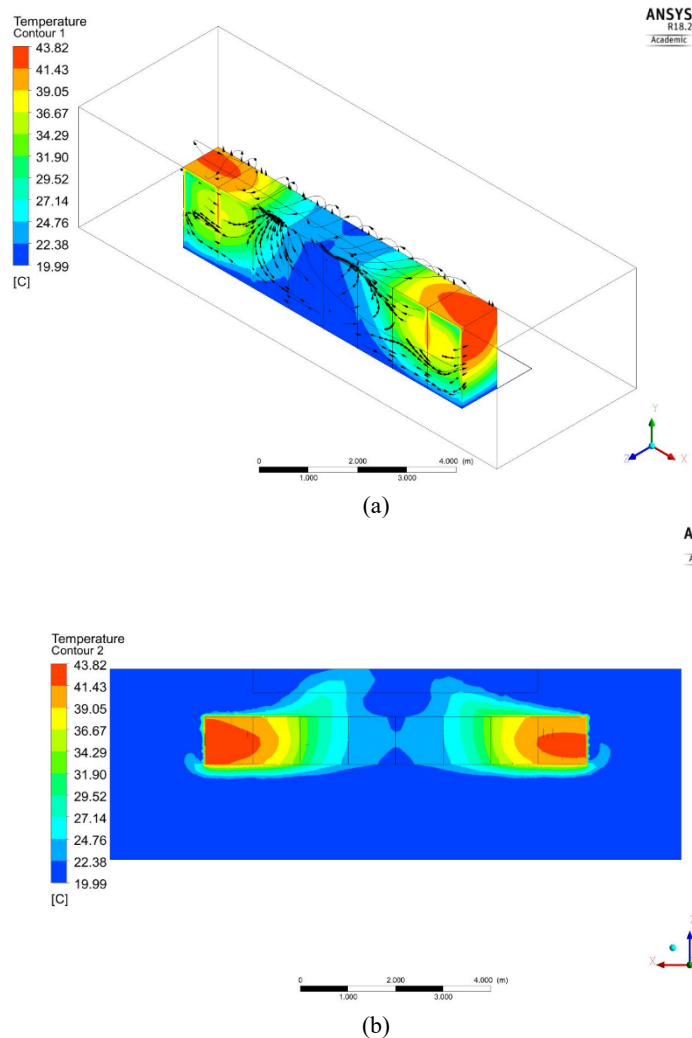 Temperature
Contour 1
43.82
41.43
39.05
36.67
34.29
31.90
29.52
27.14
24.76
22.38
19.99
[C]
ANSYS
R18.2
Academic
Y
Z
X
0
2.000
4.000
(m)
1.000
3.000
(a)
A
A
Temperature
Contour 2
43.82
41.43
39.05
36.67
34.29
31.90
29.52
27.14
24.76
22.38
19.99
[C]
Z
X
0
2.000
4.000
(m)
1.000
3.000
(b)